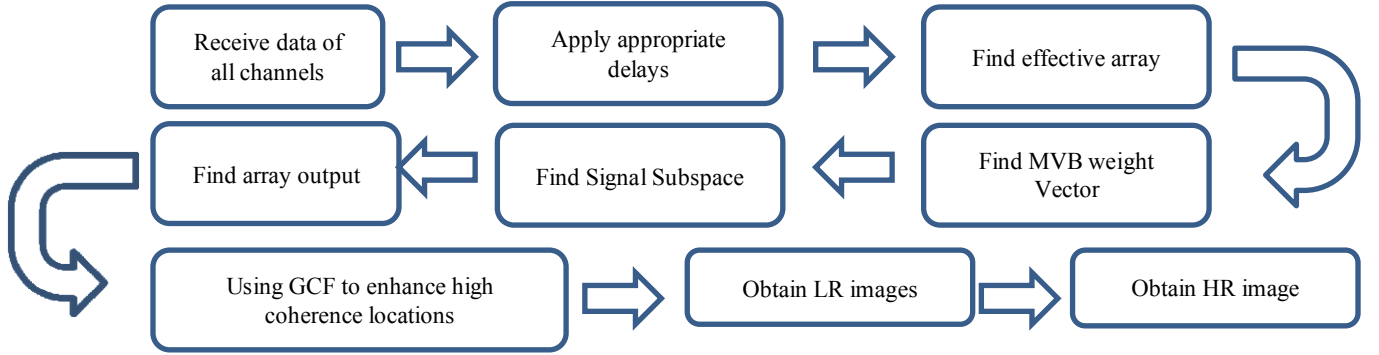 Receive data of
all channels
Apply appropriate
delays
Find effective array
Find MVB weight
Vector
Find Signal Subspace
Find array output
Using GCF to enhance high
coherence locations
Obtain LR images
Obtain HR image